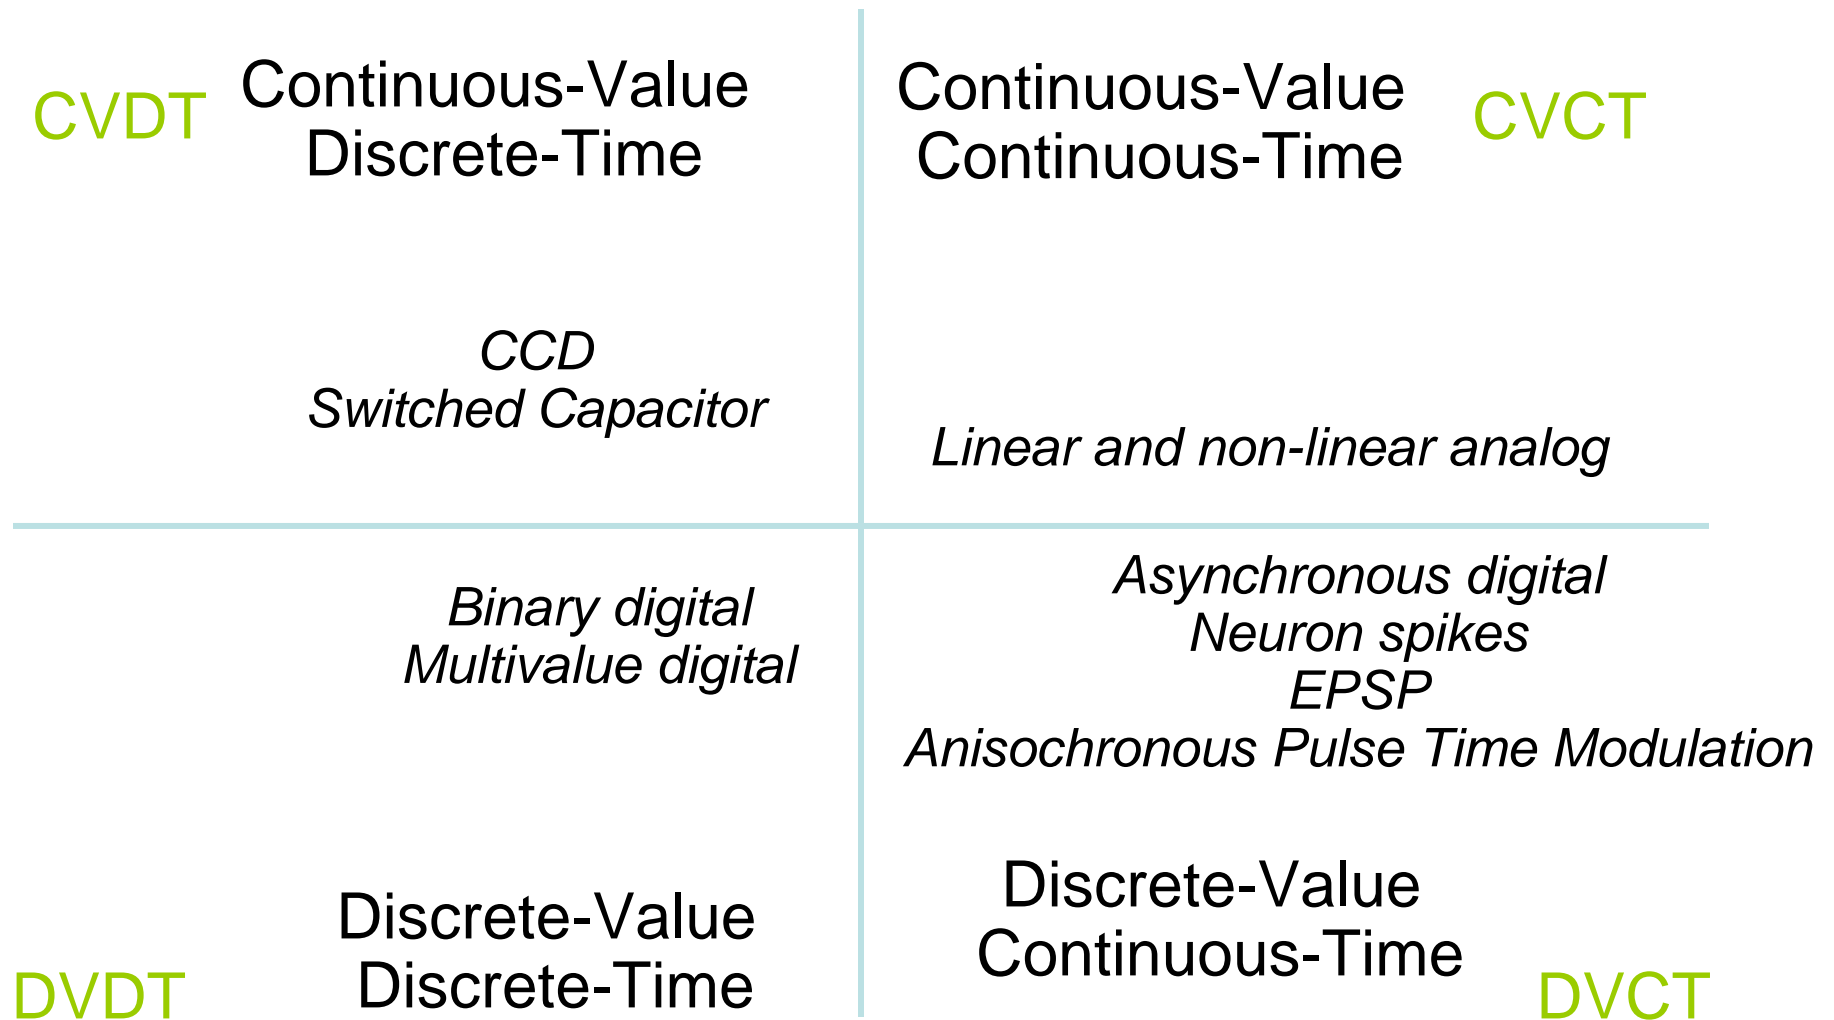 CVDT
Continuous-Value
Discrete-Time
CCD
Switched Capacitor
Continuous-Value
Continuous-Time
CVCT
Linear and non-linear analog
Binary digital
Multivalue digital
Discrete-Value
Discrete-Time
DVDT
Asynchronous digital
Neuron spikes
EPSP
Anisochronous Pulse Time Modulation
Discrete-Value
Continuous-Time
DVCT